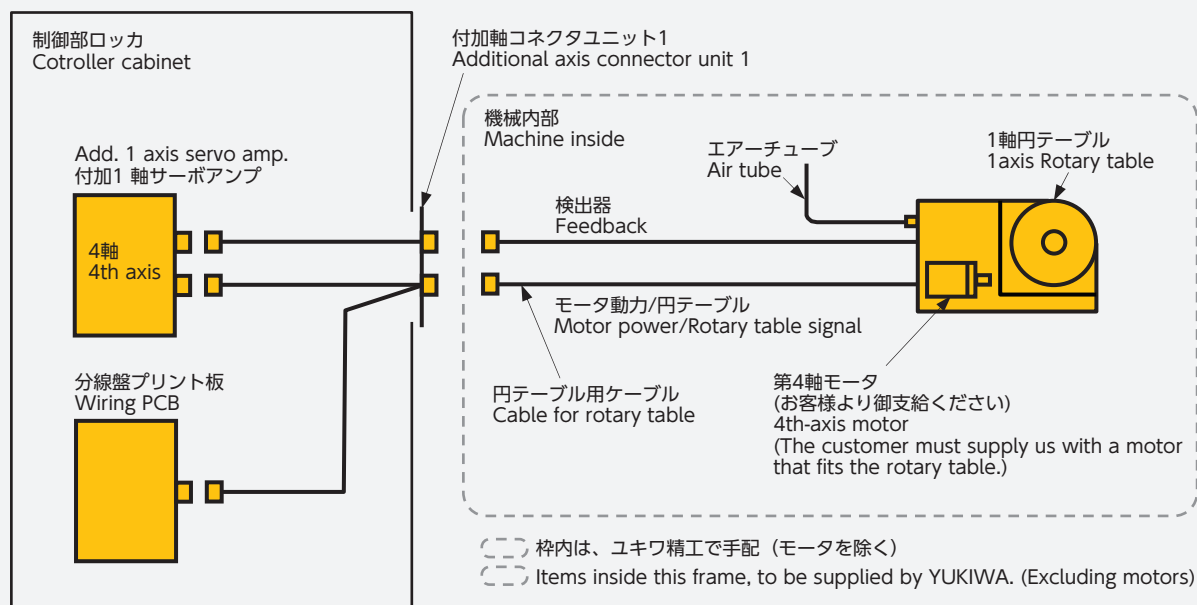 制御部ロッカ
Cotroller cabinet
付加軸コネクタユニット1
Additional axis connector unit 1
Add. 1 axis servo amp.
付加1 軸サーボアンプ
4軸
4th axis
分線盤プリント板
Wiring PCB
機械内部
Machine inside
エアーチューブ
Air tube
1軸円テーブル
1axis Rotary table
検出器
Feedback
モータ動力/円テーブル
Motor power/Rotary table signal
円テーブル用ケーブル
Cable for rotary table
第4軸モータ
(お客様より御支給ください)
4th-axis motor
(The customer must supply us with a motor
that fits the rotary table.)
枠内は、ユキワ精工で手配（モータを除く）
Items inside this frame, to be supplied by YUKIWA. (Excluding motors)